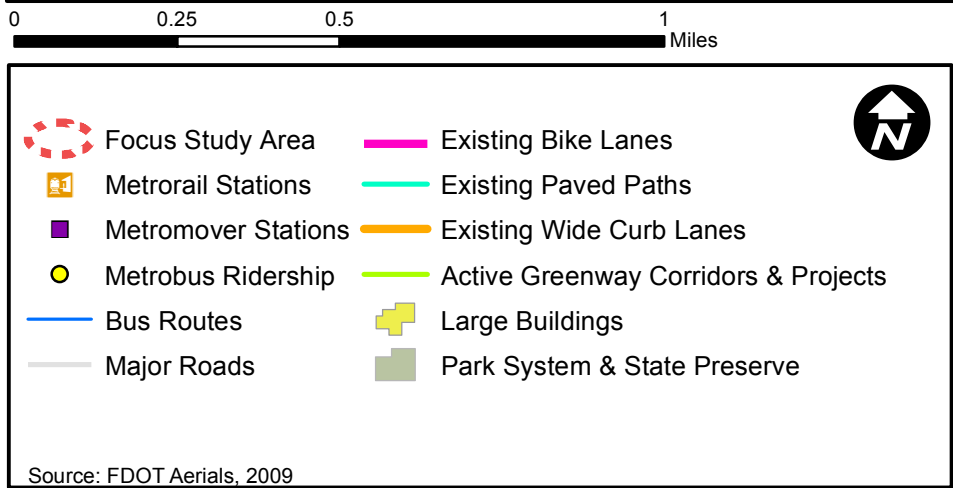 0 0.25 0.5 1
Miles
N
Focus Study Area
Metrorail Stations
Metromover Stations
Metrobus Ridership
Bus Routes
Major Roads
Existing Bike Lanes
Existing Paved Paths
Existing Wide Curb Lanes
Active Greenway Corridors & Projects
Large Buildings
Park System & State Preserve
Source: FDOT Aerials, 2009